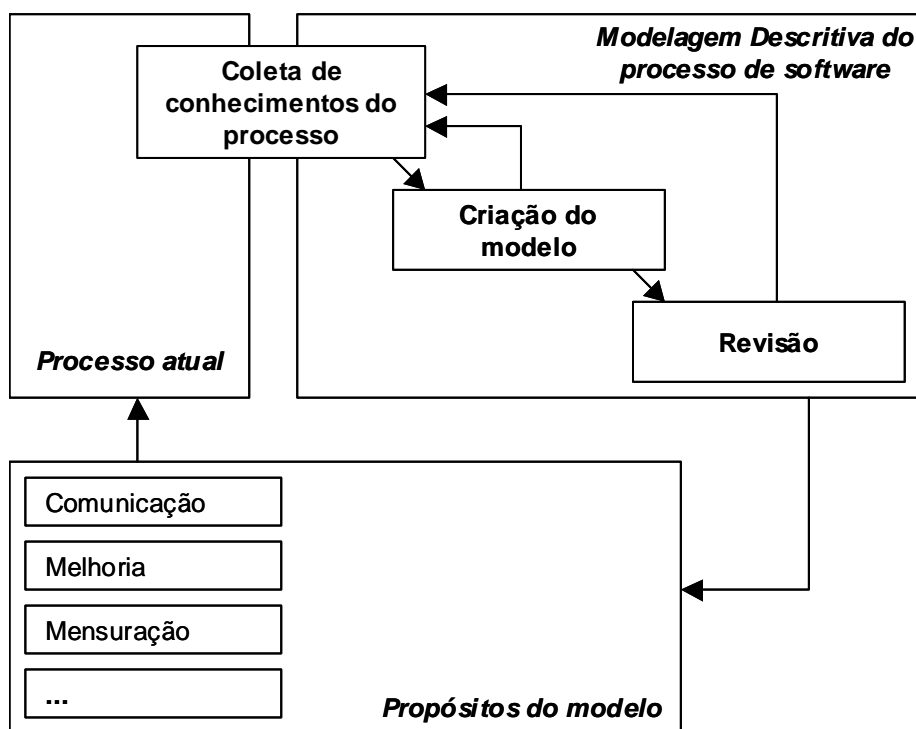 Modelagem Descritiva do
processo de software
Coleta de
conhecimentos do
processo
Criação do
modelo
Revisão
Processo atual
Comunicação
Melhoria
Mensuração
...
Propósitos do modelo